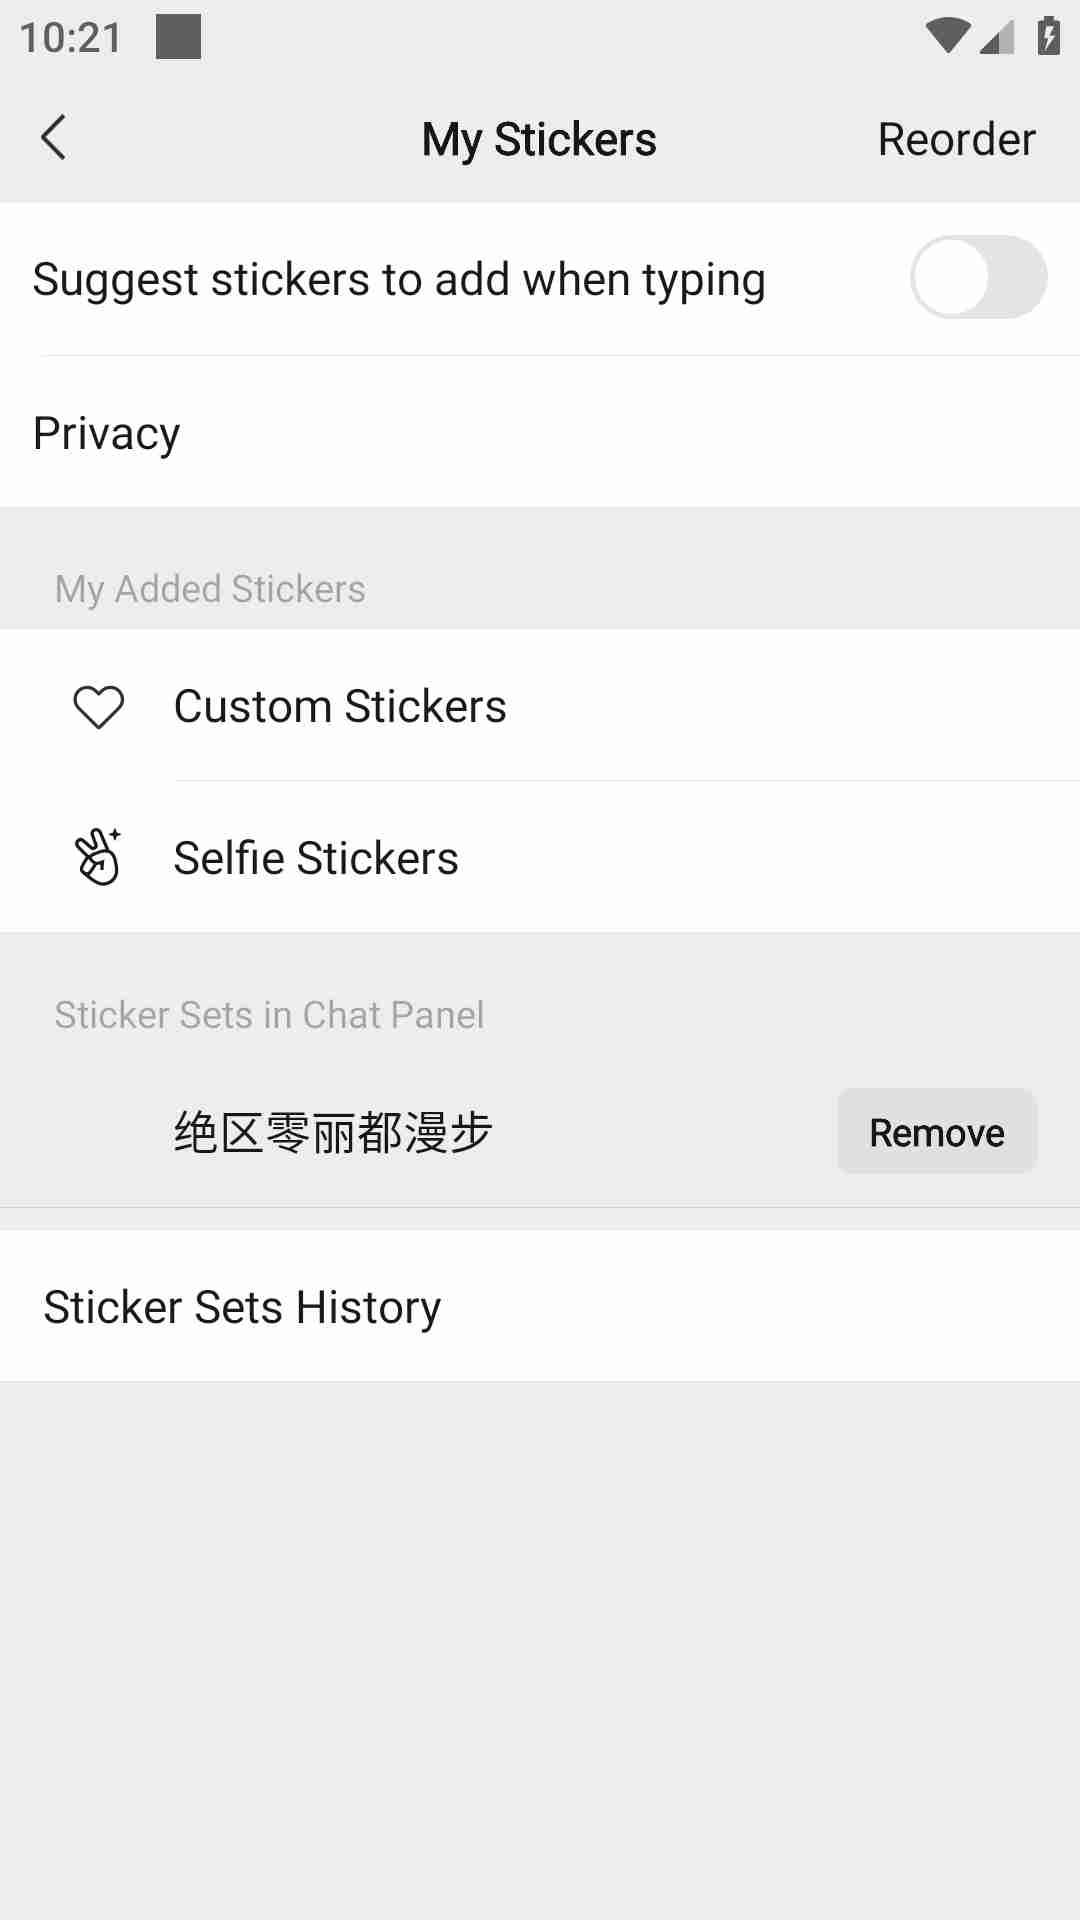 10:21
My Stickers
Reorder
Suggest stickers to add when typing
Privacy
My Added Stickers
Custom Stickers
Selfie Stickers
Sticker Sets in Chat Panel
绝区零丽都漫步
Remove
Sticker Sets History